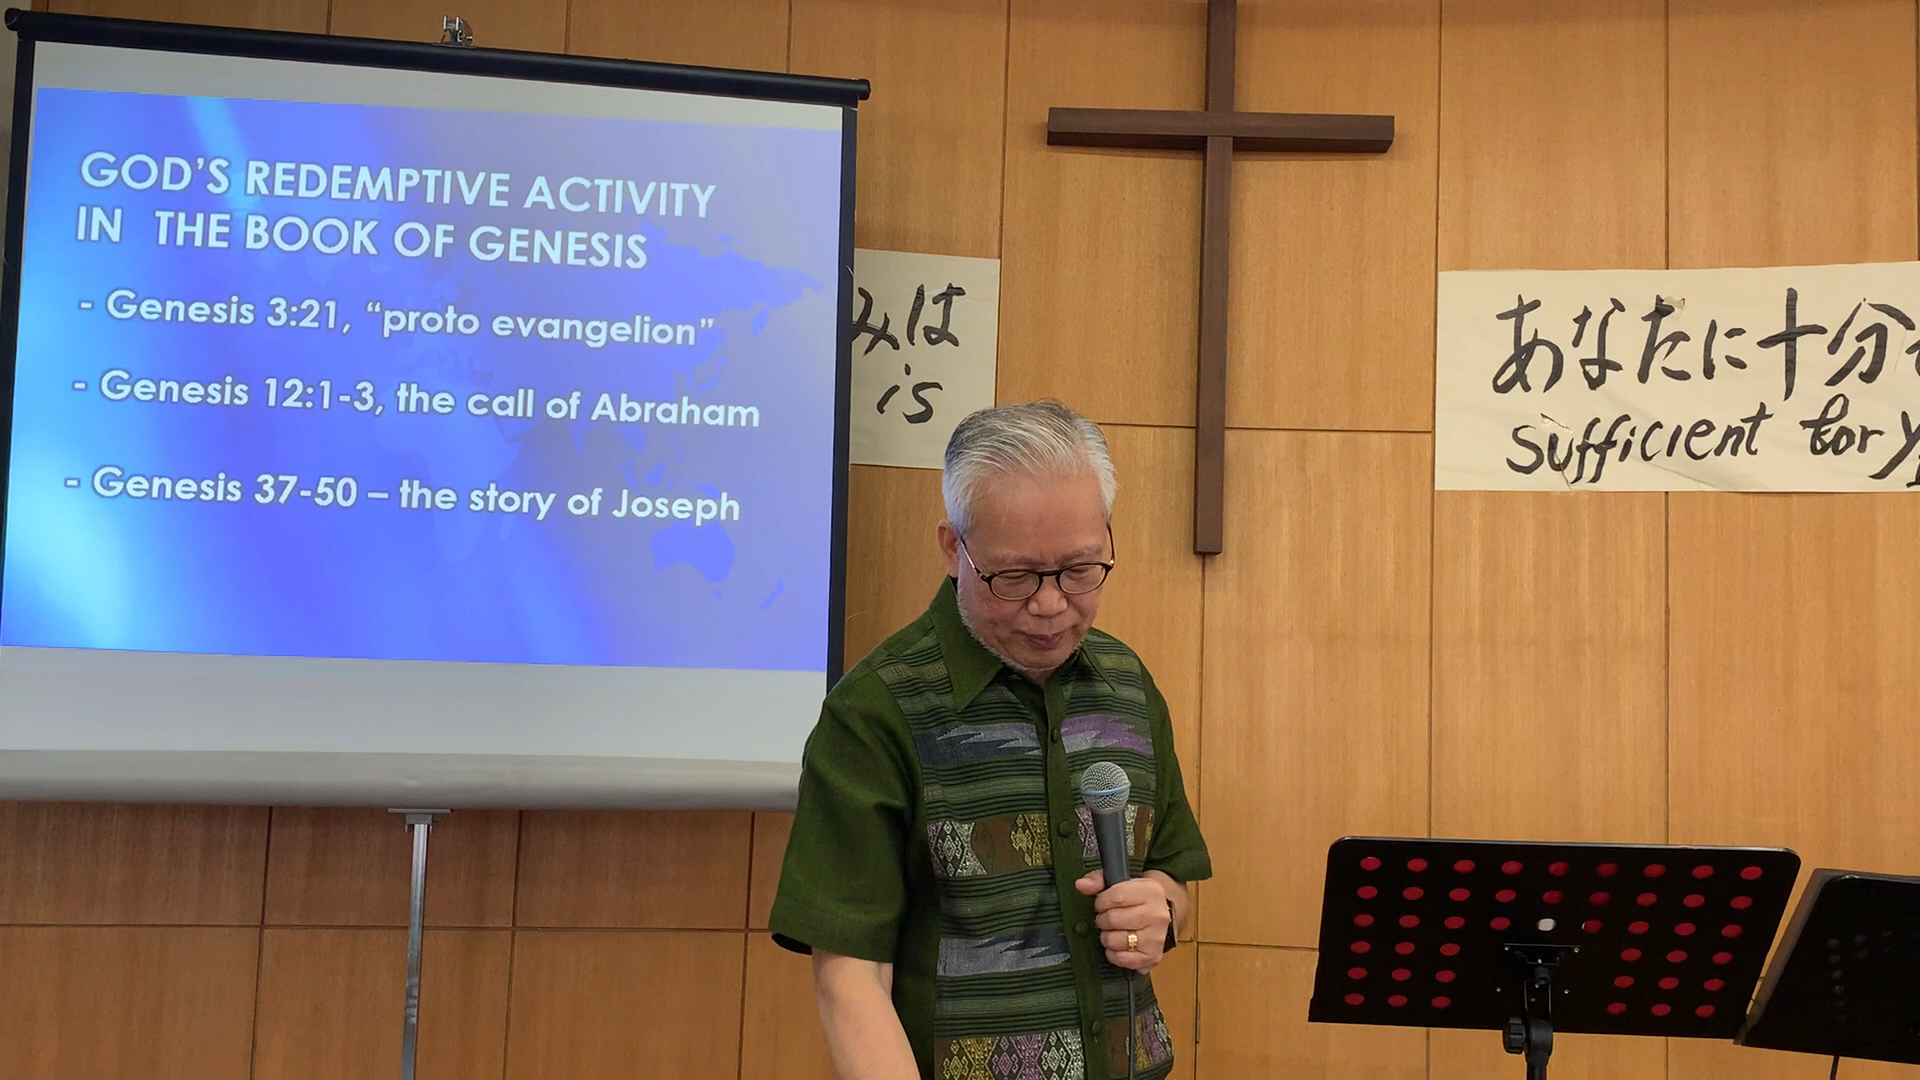 GOD'S REDEMPTIVE ACTIVITY
IN THE BOOK OF GENESIS
- Genesis 3:21, “proto evangelion”
- Genesis 12:1-3, the call of Abraham
- Genesis 37-50 – the story of Joseph
みは
is
あなたに十分
sufficient for